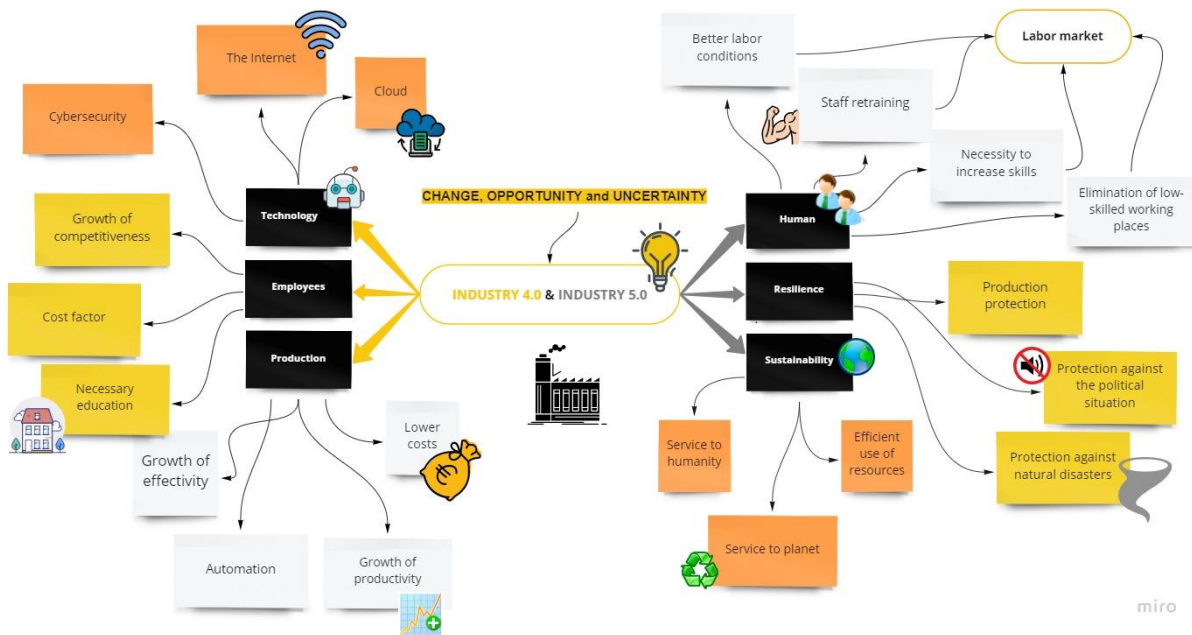 The Internet
Cloud
Cybersecurity
Technology
Growth of
competitiveness
Employees
Cost factor
Production
Necessary
education
Growth of
effectivity
Lower
costs
Automation
Growth of
productivity
CHANGE, OPPORTUNITY and UNCERTAINTY
INDUSTRY 4.0 & INDUSTRY 5.0
Better labor
conditions
Labor market
Staff retraining
Necessity to
increase skills
Elimination of low-
skilled working
places
Human
Resilience
Production
protection
Sustainability
Protection against
the political
situation
Protection against
natural disasters
Service to
humanity
Efficient
use of
resources
Service to planet
miro